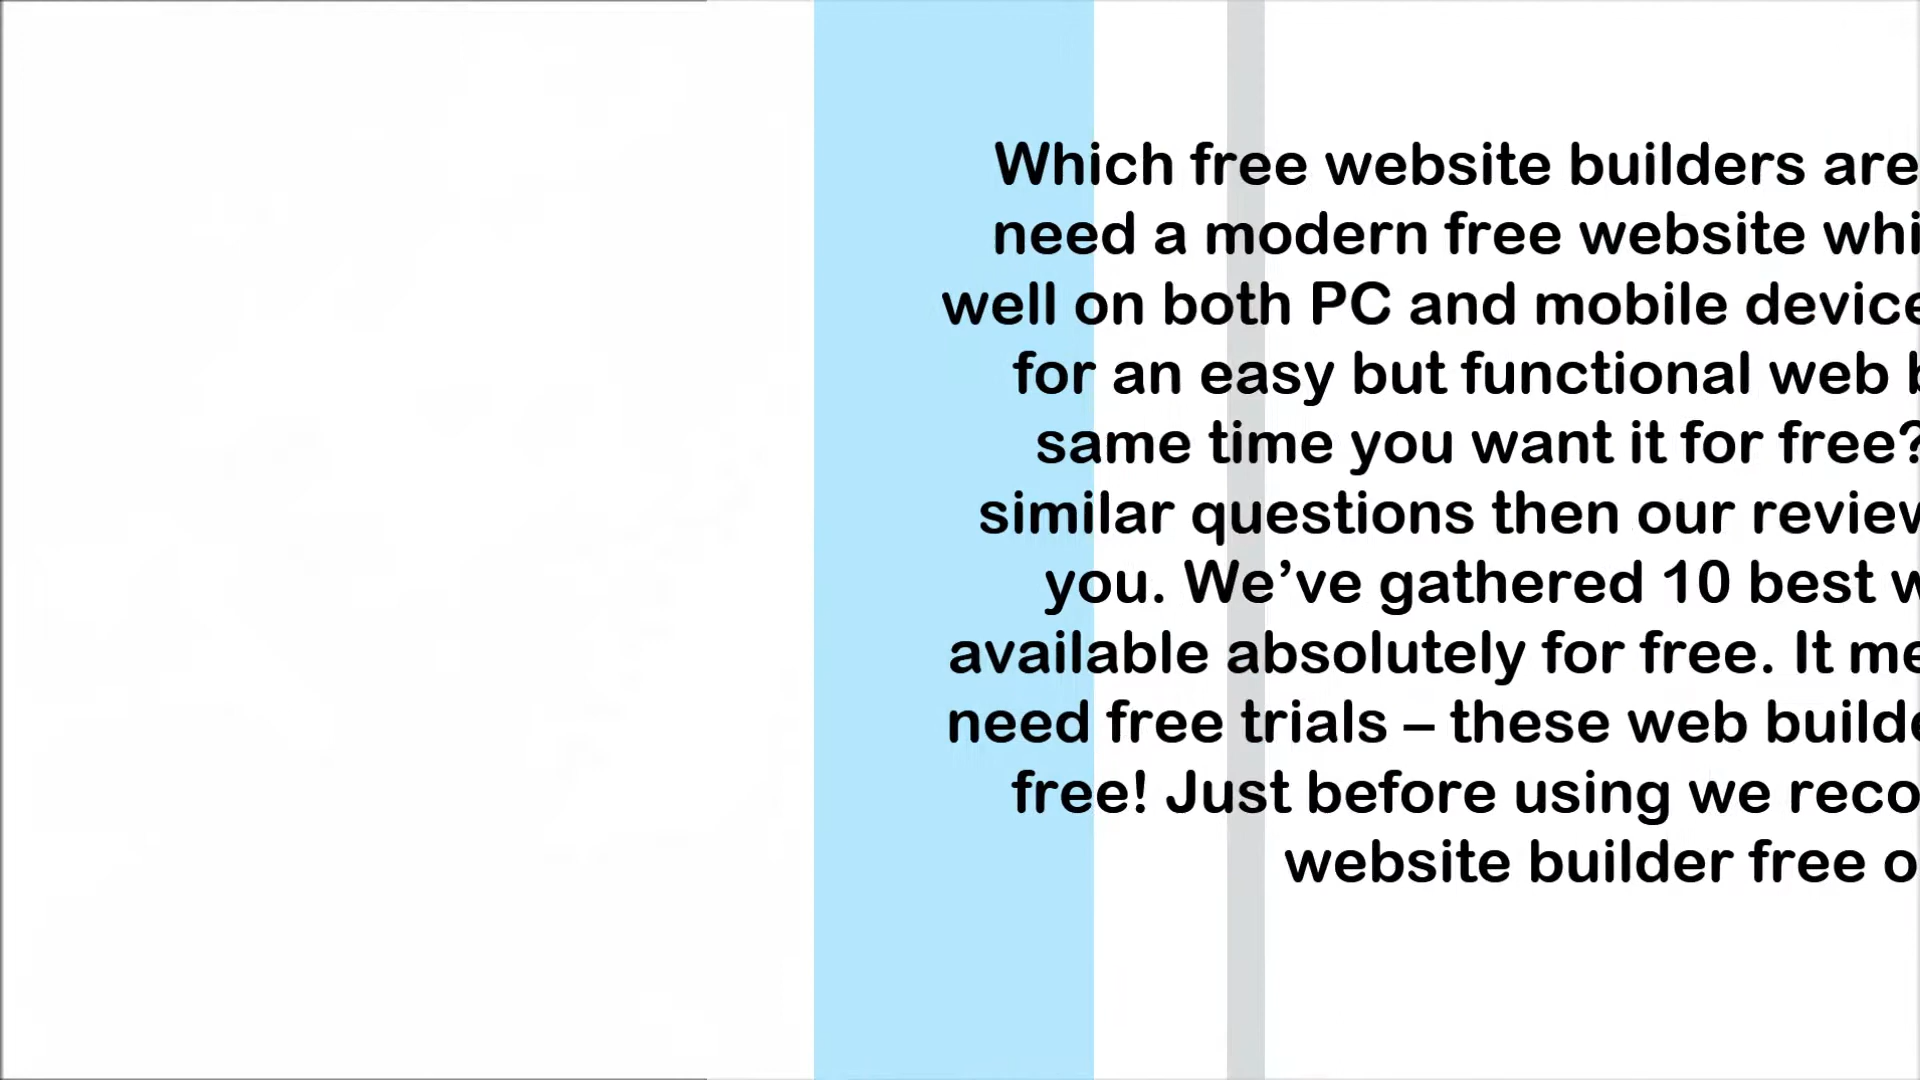 Which free website builders are
need a modern free website whi
well on both PC and mobile device
for an easy but functional web b
same time you want it for free?
similar questions then our review
you. We’ve gathered 10 best w
available absolutely for free. It me
need free trials – these web builde
free! Just before using we reco
website builder free o